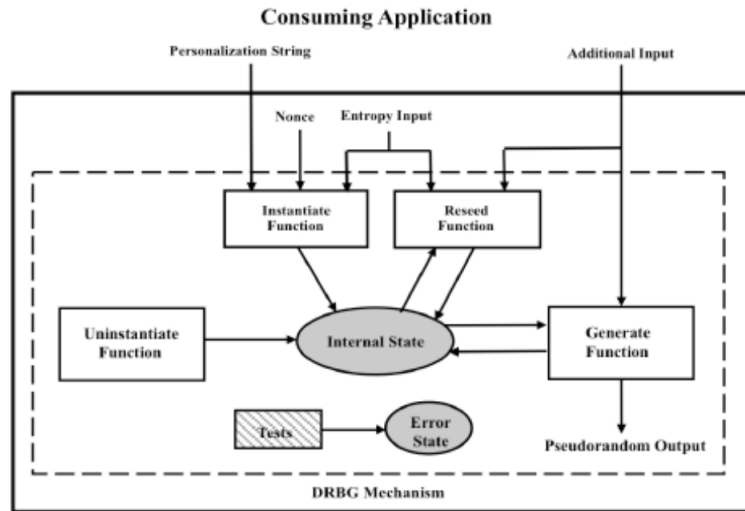 Consuming Application
Personalization String
Additional Input
Nonce
Entropy Input
Instantiate
Function
Reseed
Function
Uninstantiate
Function
Internal State
Generate
Function
Tests
Error
State
Pseudorandom Output
DRBG Mechanism